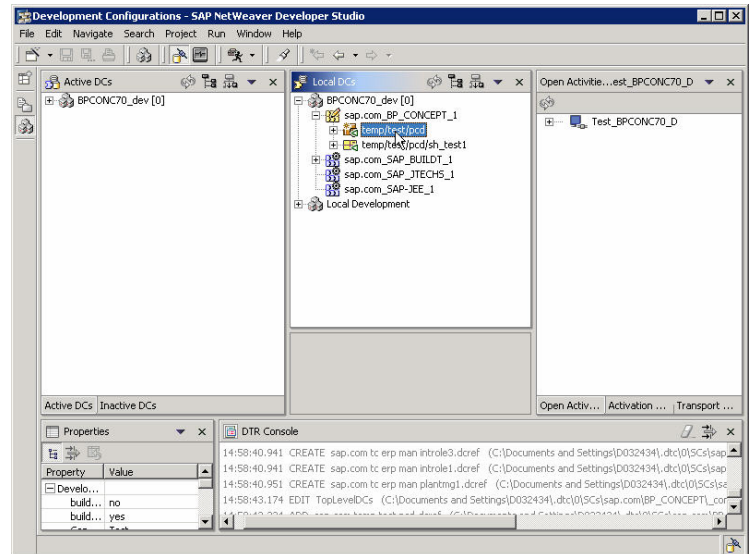 Development Configurations - SAP NetWeaver Developer Studio
File Edit Navigate Search Project Run Window Help
Active DCs
BPCONC70_dev [0]
Active DCs Inactive DCs
Local DCs
BPCONC70_dev [0]
sap.com_BP_CONCEPT_1
temp/test/pcd
temp/test/pcd/sh_test1
sap.com_SAP_BUILDT_1
sap.com_SAP_JTECHS_1
sap.com_SAP-JEE_1
Local Development
Open Activitie...est_BPCONC70_D
Test_BPCONC70_D
Open Activ... Activation ... Transport ...
Properties
Property Value
Develo...
build... no
build... yes
DTR Console
14:58:40.941 CREATE sap.com tc erp man introle3.dcref (C:\Documents and Settings\D032434\.dtc\0\SCs\sap
14:58:40.941 CREATE sap.com tc erp man introle1.dcref (C:\Documents and Settings\D032434\.dtc\0\SCs\sap
14:58:40.951 CREATE sap.com tc erp man plantmg1.dcref (C:\Documents and Settings\D032434\.dtc\0\SCs\sa
14:58:43.174 EDIT TopLevelDCs (C:\Documents and Settings\D032434\.dtc\0\SCs\sap.com\BP_CONCEPT\_cor